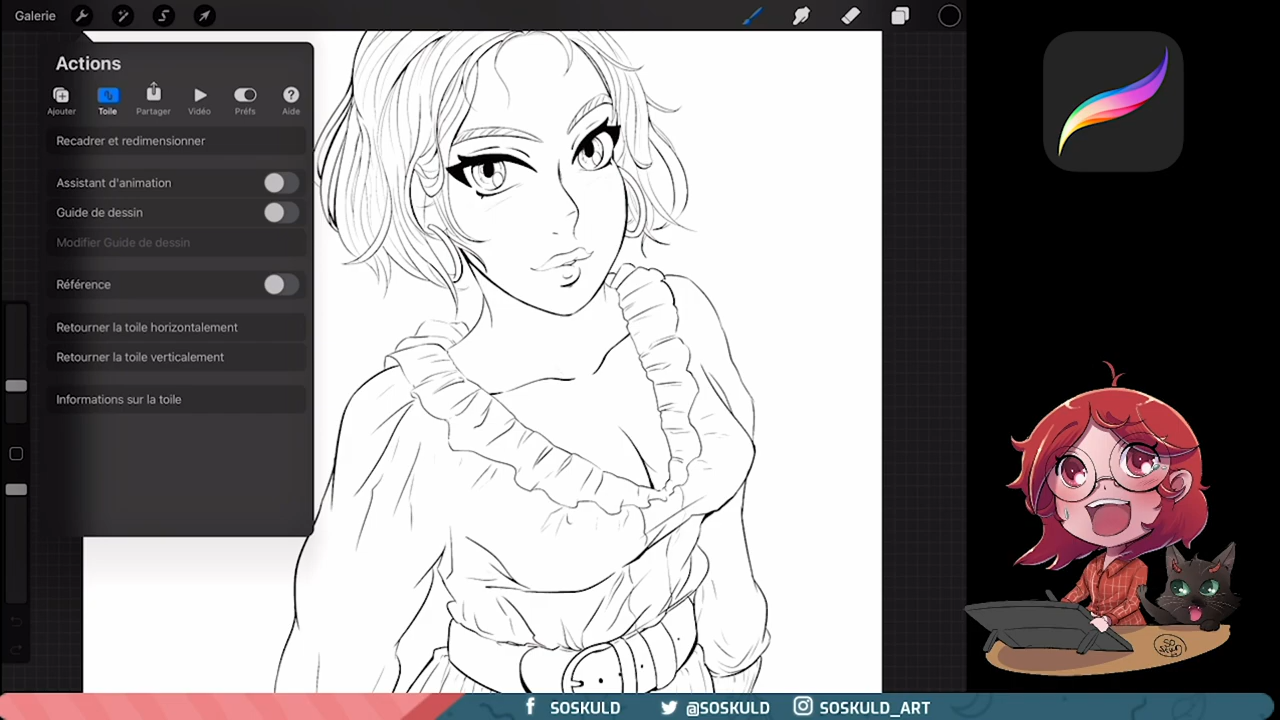 Galerie
Actions
Ajouter Toile Partager Vidéo Préfs Aide
Recadrer et redimensionner
Assistant d'animation
Guide de dessin
Modifier Guide de dessin
Référence
Retourner la toile horizontalement
Retourner la toile verticalement
Informations sur la toile
SOSKULD @SOSKULD SOSKULD_ART